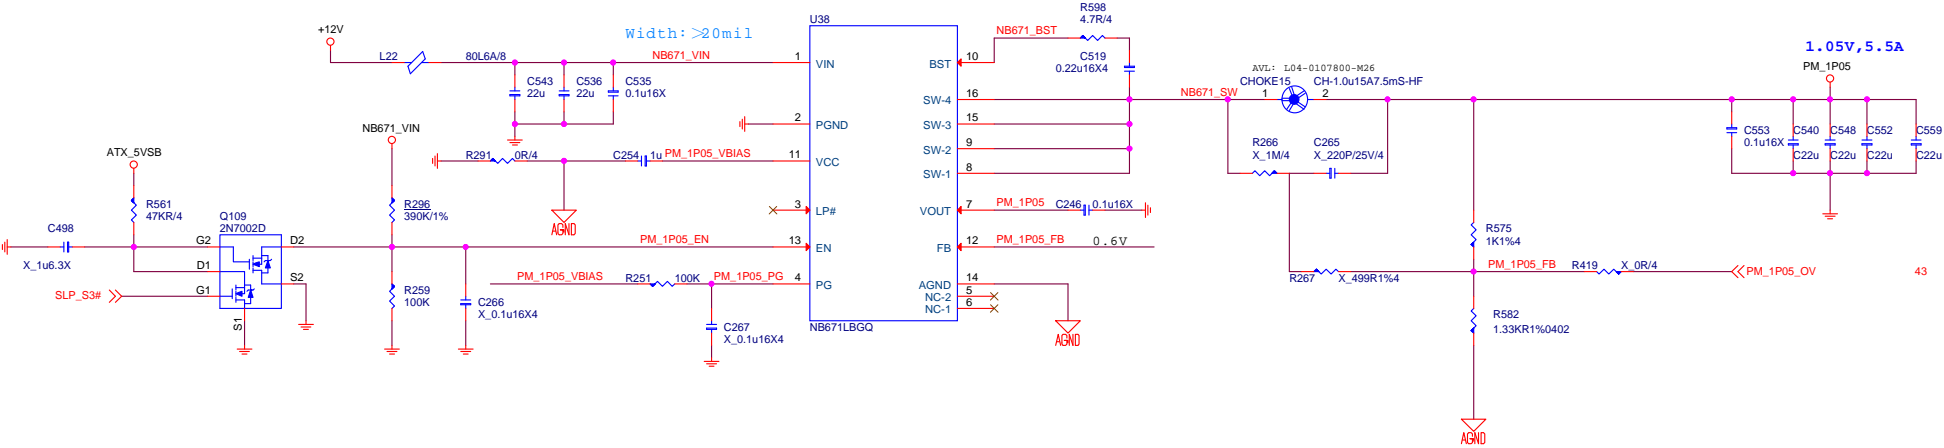 R598
4.7R/4
U38
+12V
Width:>20mil
NB671_BST
1.05V,5.5A
L22
80L6A/8
NB671_VIN
1
VIN
BST
10
C519
0.22u16X4
PM_1P05
AVL: L04-0107800-M26
CHOKE15
CH-1.0u15A7.5mS-HF
C543
22u
C536
22u
C535
0.1u16X
SW-4
16
NB671_SW
1
2
2
PGND
SW-3
15
NB671_VIN
C553
0.1u16X
C540
C22u
C548
C22u
C552
C22u
C559
C22u
ATX_5VSB
R291
0R/4
C254
1u
PM_1P05_VBIAS
11
VCC
SW-2
9
R266
X_1M/4
C265
X_220P/25V/4
SW-1
8
R561
47KR/4
R296
390K/1%
3
LP#
VOUT
7
PM_1P05
C246
0.1u16X
Q109
2N7002D
AGND
C498
X_1u6.3X
G2
D2
PM_1P05_EN
13
EN
FB
12
PM_1P05_FB
0.6V
R575
1K1%4
D1
S2
PM_1P05_VBIAS
R251
100K
PM_1P05_PG
4
PG
AGND
14
R267
X_499R1%4
PM_1P05_FB
R419
X_0R/4
PM_1P05_OV
43
SLP_S3#
G1
S1
R259
100K
C266
X_0.1u16X4
NC-2
5
NC-1
6
C267
X_0.1u16X4
NB671LBGQ
AGND
R582
1.33KR1%0402
AGND